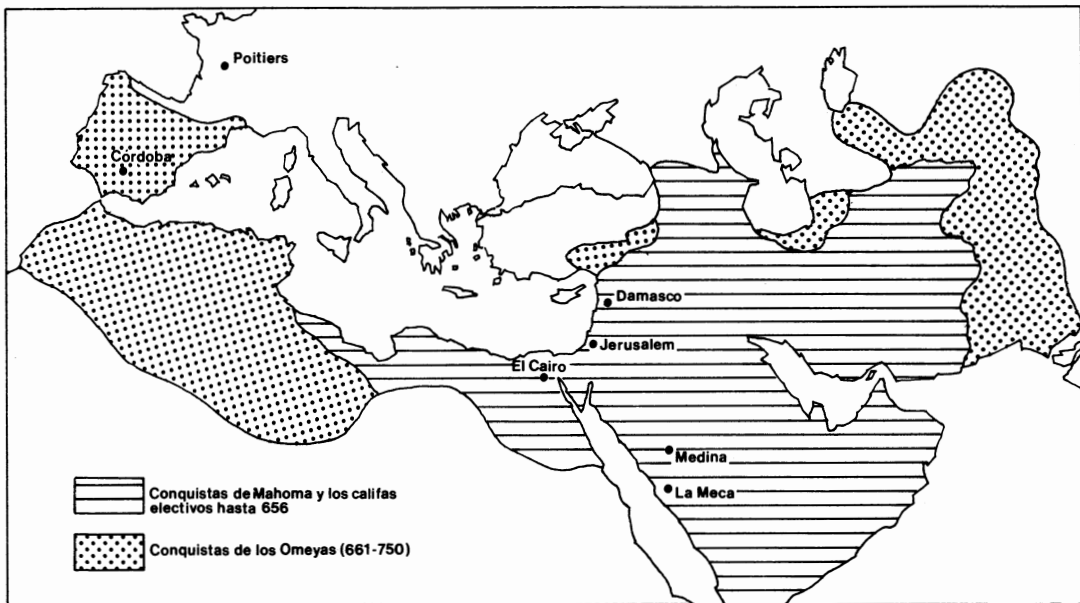 Poitiers
Córdoba
Damasco
Jerusalem
El Cairo
Medina
La Meca
Conquistas de Mahoma y los califas
electivos hasta 656
Conquistas de los Omeyas (661-750)